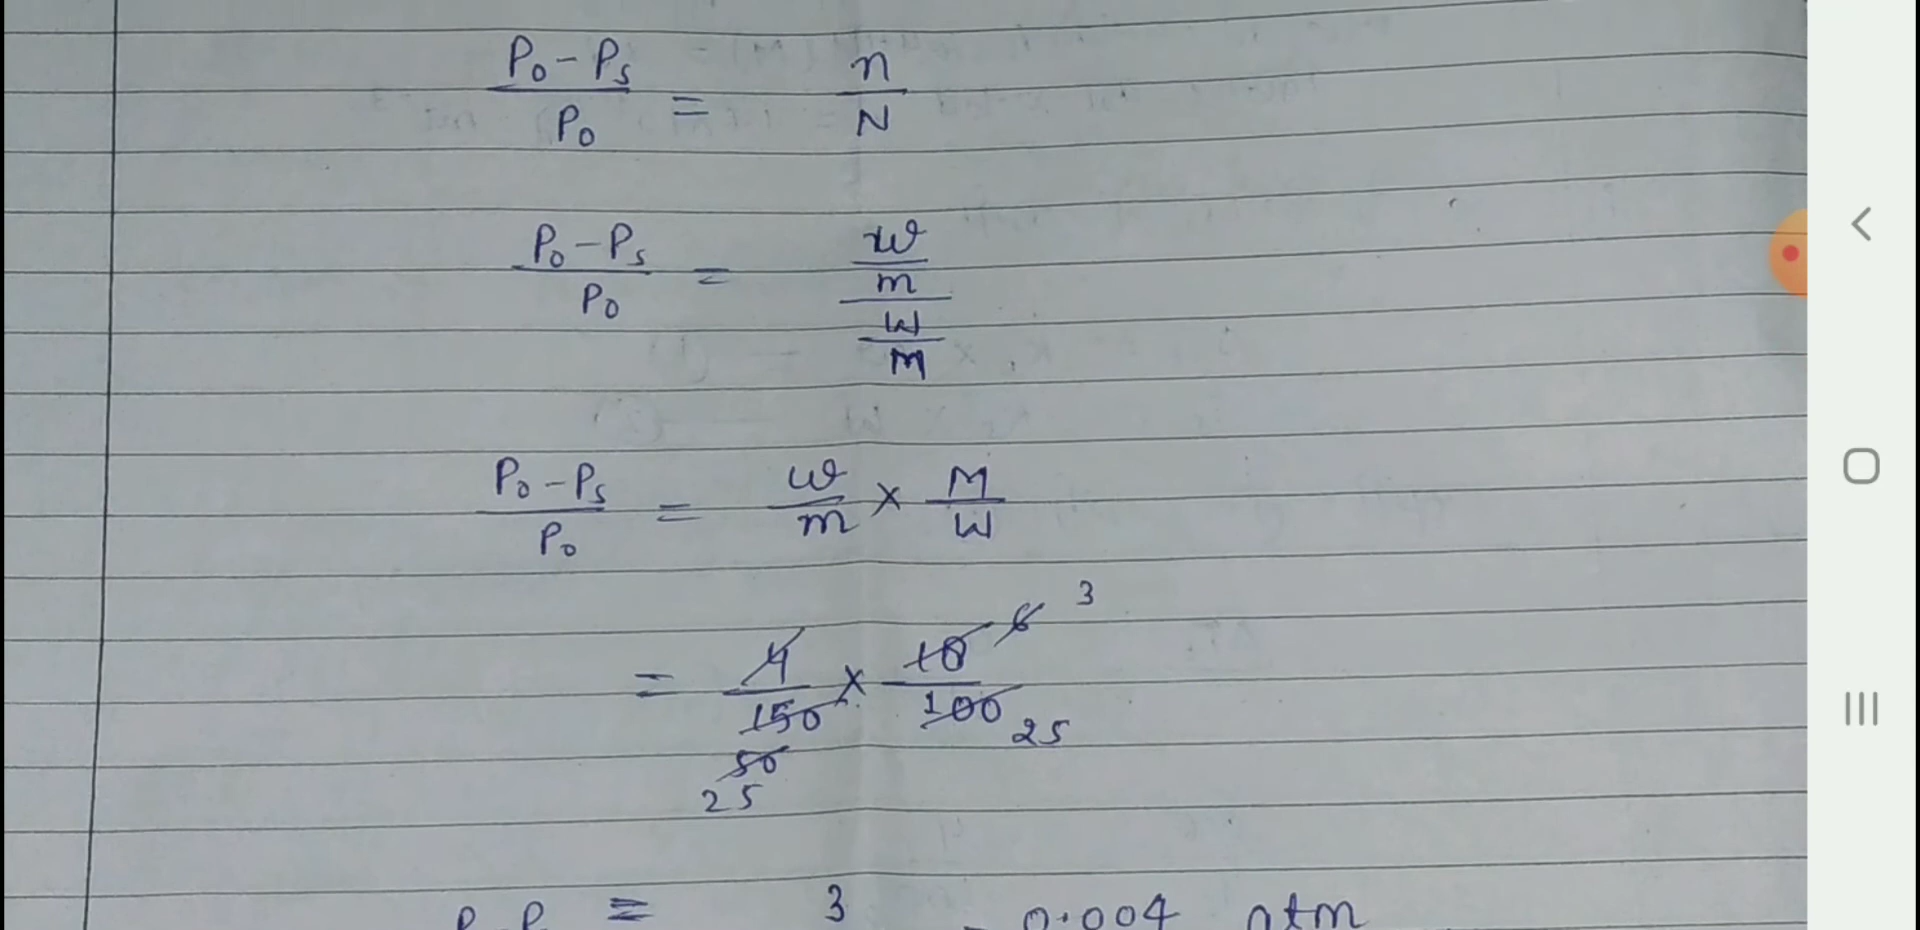 P₀ - Pₛ / P₀ = n / N
P₀ - Pₛ / P₀ = w/m / W/M
P₀ - Pₛ / P₀ = w/m × M/W
= 4/150 × 18/100 6 3
50 25
25
P P = 3 = 0.004 atm